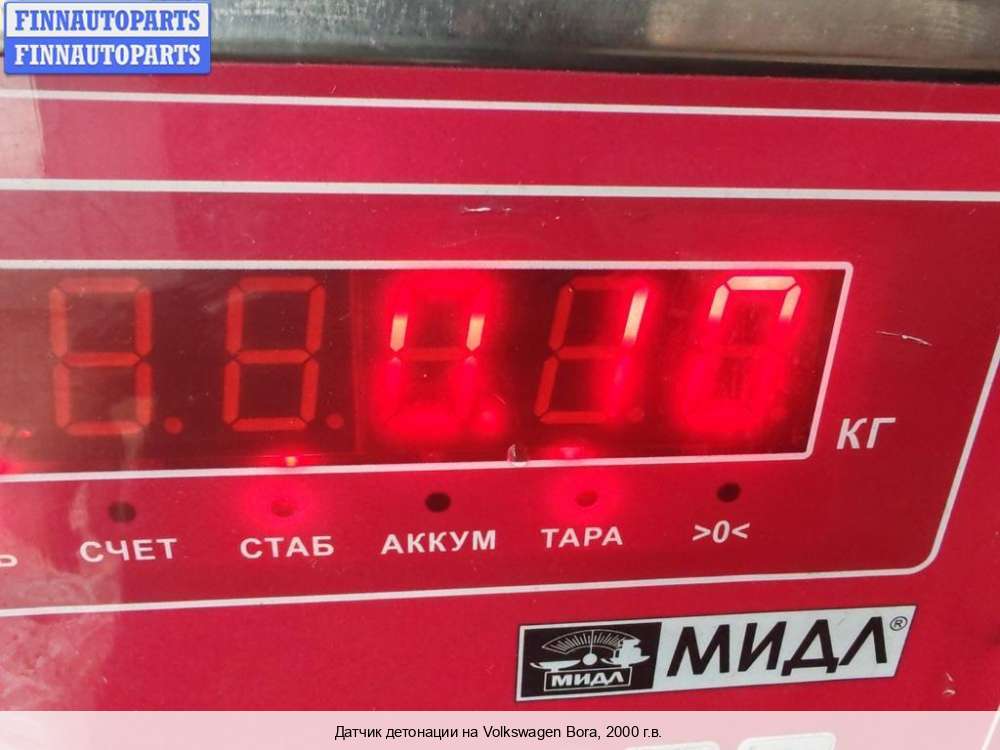 FINNAUTOPARTS
FINNAUTOPARTS
КГ
СЧЕТ СТАБ АККУМ ТАРА >0<
МИДЛ МИДЛ®
Датчик детонации на Volkswagen Bora, 2000 г.в.